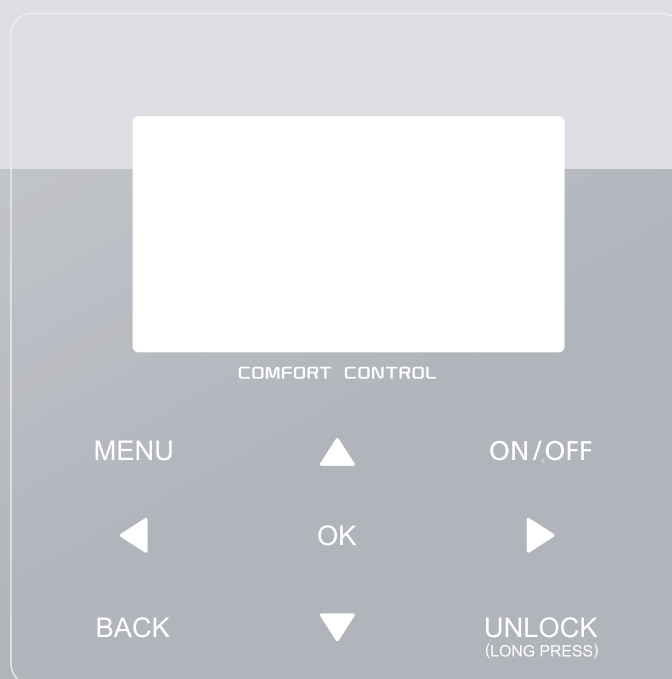 COMFORT CONTROL
MENU
ON/OFF
OK
BACK
UNLOCK
(LONG PRESS)